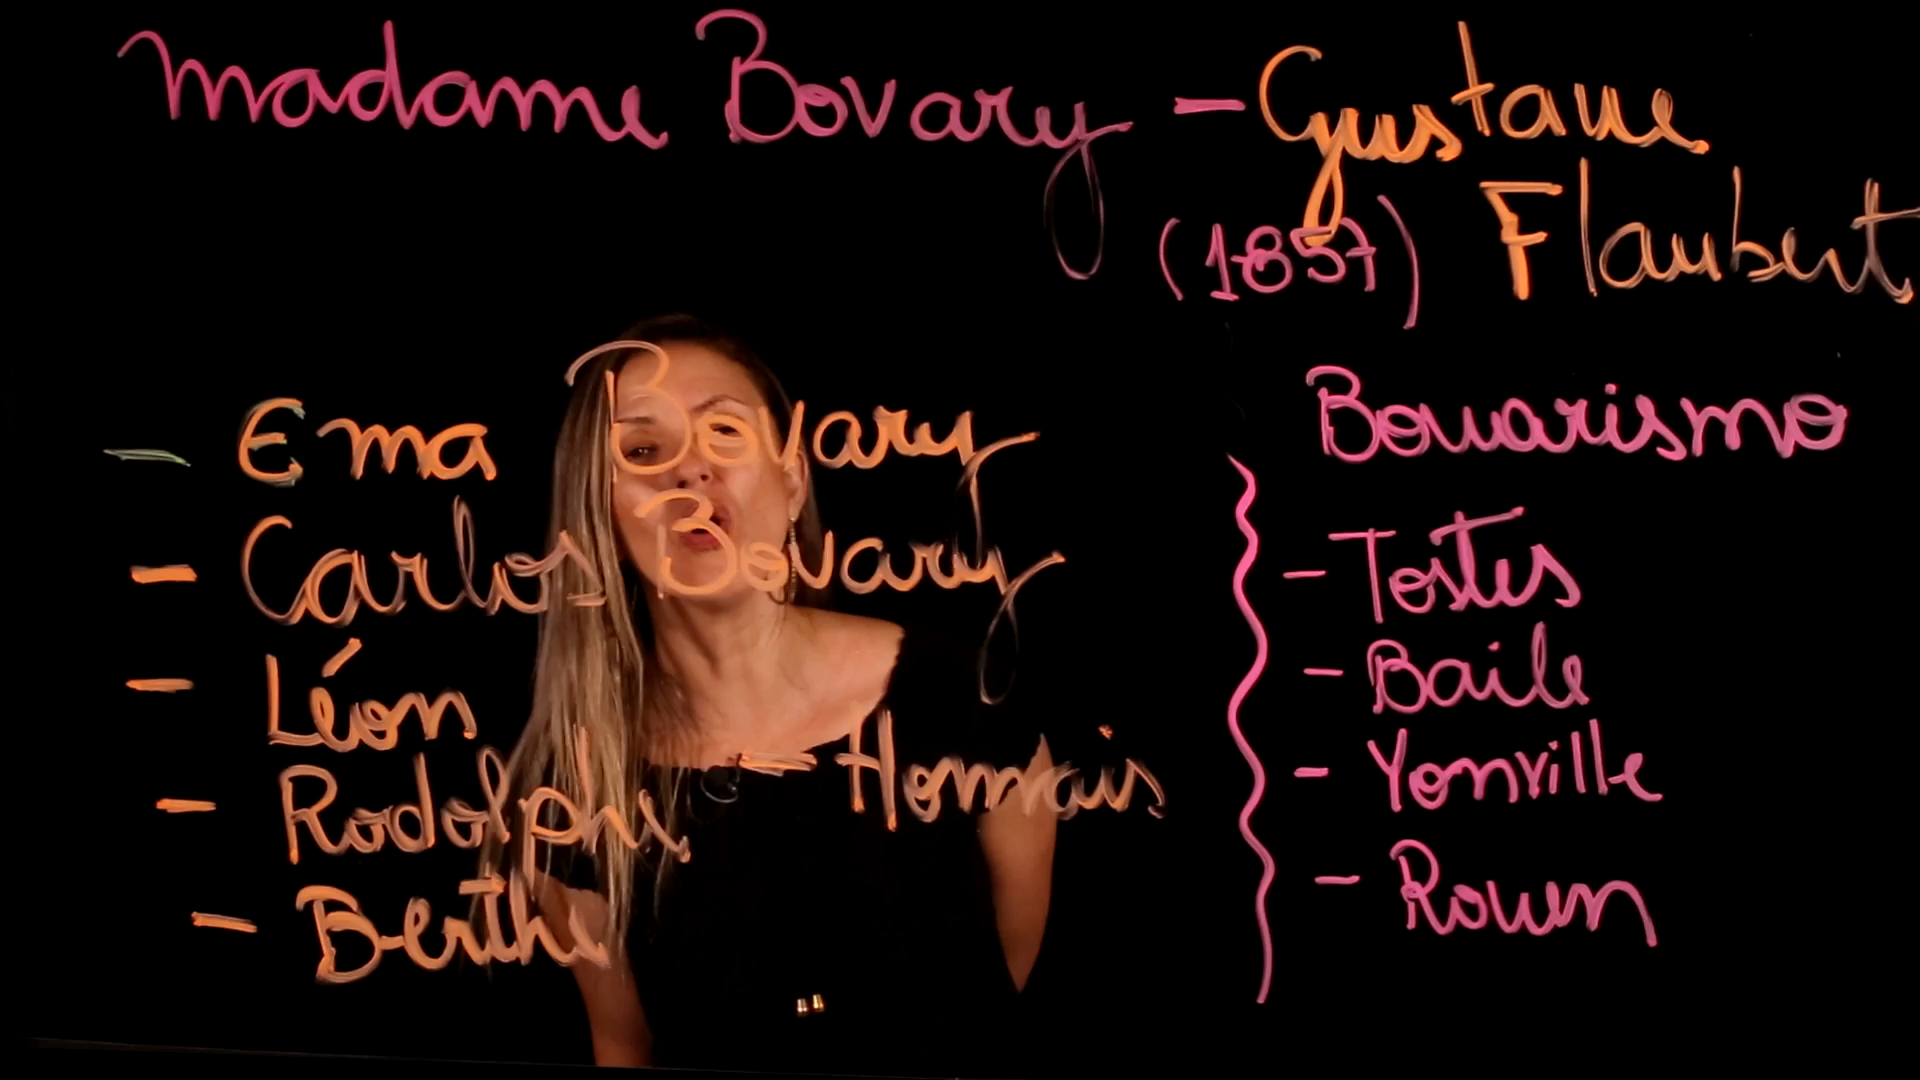 Madame Bovary - Gustave
(1857) Flaubert
- Ema Bovary
- Carlos Bovary
- Léon
- Rodolphe
- Homais
- Berthe
Bovarismo
- Tostes
- Baile
- Yonville
- Rouen